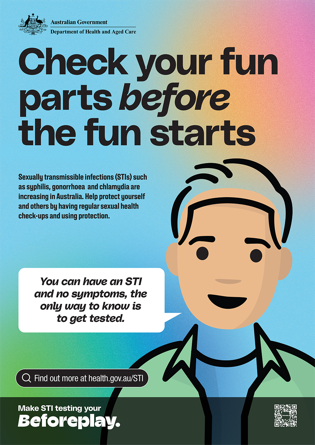 Australian Government
Department of Health and Aged Care
Check your fun
parts before
the fun starts
Sexually transmissible infections (STIs) such
as syphilis, gonorrhoea and chlamydia are
increasing in Australia. Help protect yourself
and others by having regular sexual health
check-ups and using protection.
You can have an STI
and no symptoms, the
only way to know is
to get tested.
Find out more at health.gov.au/STI
Make STI testing your
Beforeplay.